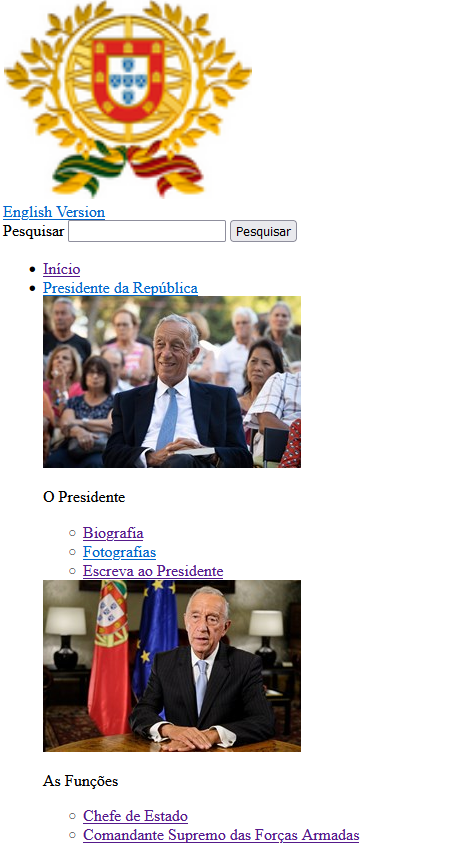 English Version
Pesquisar Pesquisar
Início
Presidente da República
O Presidente
Biografia
Fotografias
Escreva ao Presidente
As Funções
Chefe de Estado
Comandante Supremo das Forças Armadas